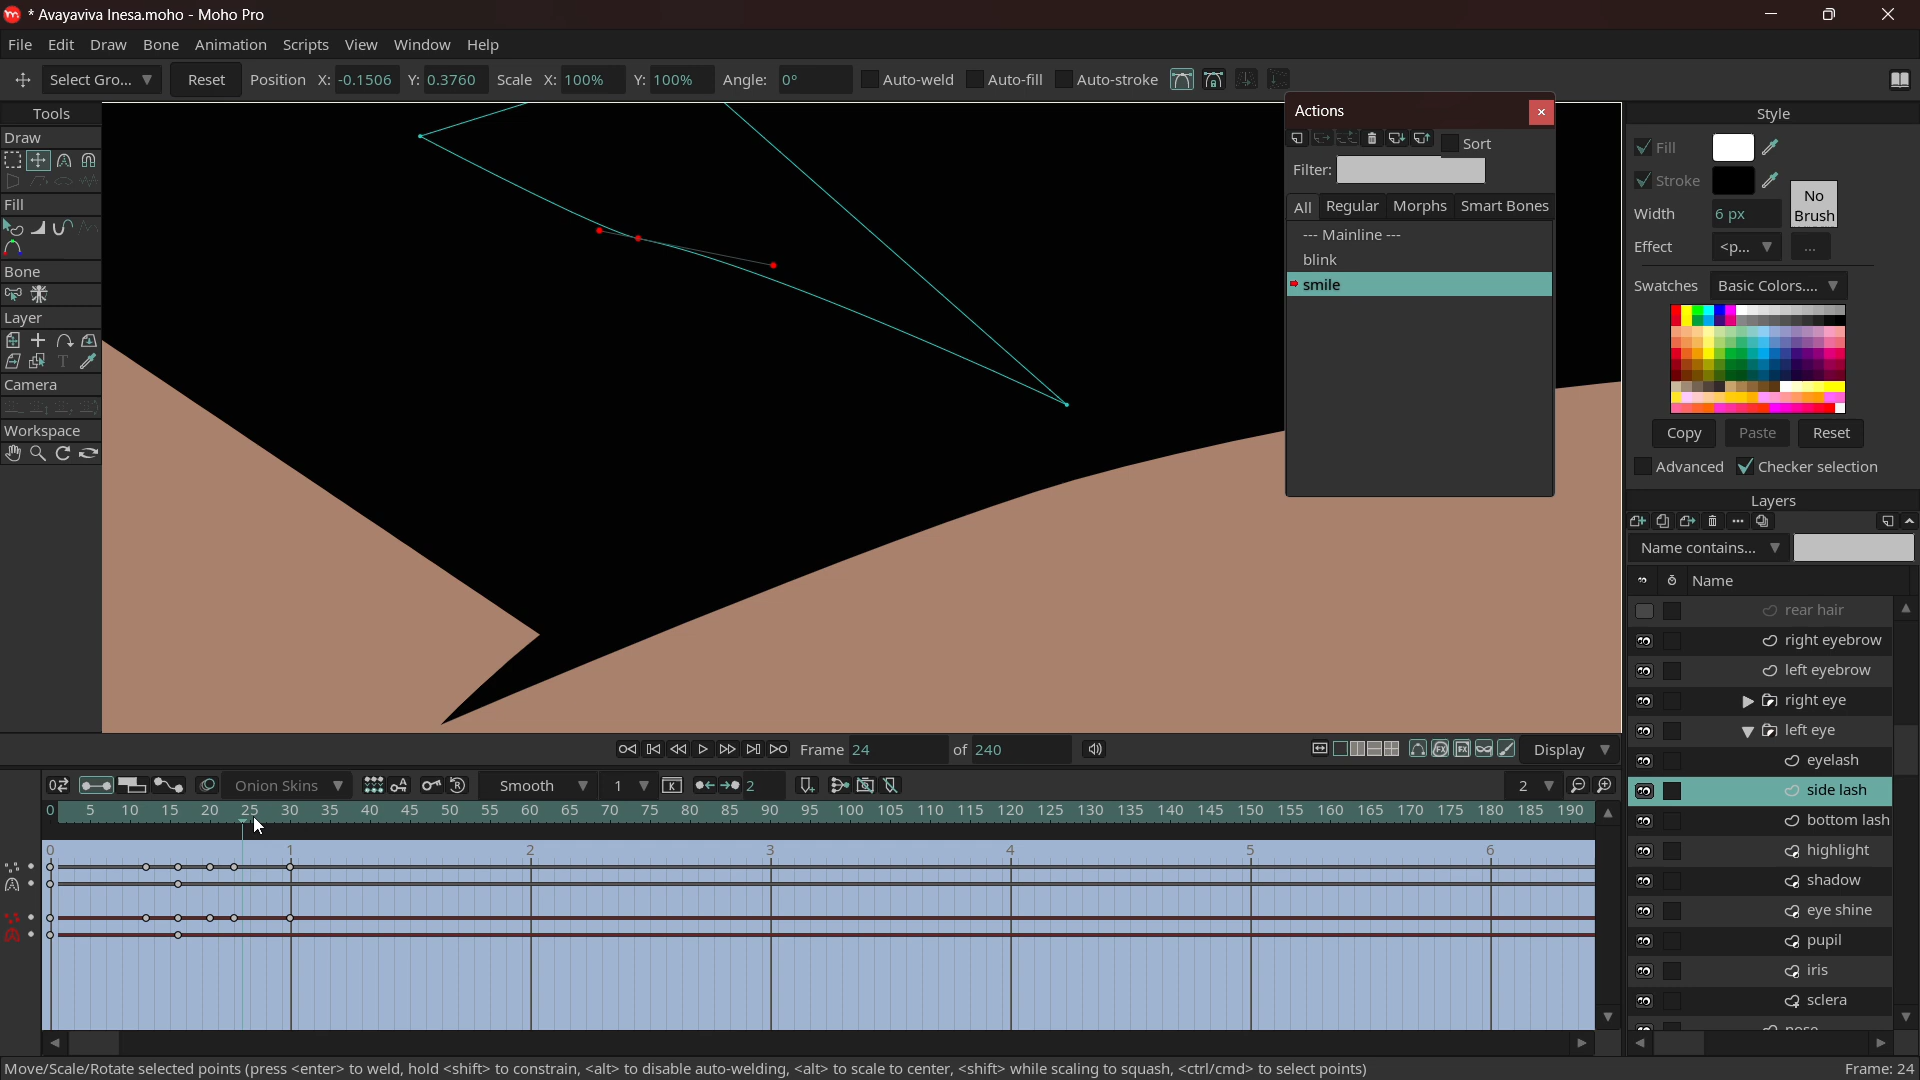 * Avayaviva Inesa.moho - Moho Pro
File Edit Draw Bone Animation Scripts View Window Help
Select Gro... Reset Position X: -0.1506 Y: 0.3760 Scale X: 100% Y: 100% Angle: 0° Auto-weld Auto-fill Auto-stroke
Tools
Draw
Fill
Bone
Layer
Camera
Workspace
Actions
Sort
Filter:
All Regular Morphs Smart Bones
--- Mainline ---
blink
smile
Style
Fill
Stroke
No Brush
Width 6 px
Effect <p... ...
Swatches Basic Colors....
Copy Paste Reset
Advanced Checker selection
Layers
Name contains...
Name
rear hair
right eyebrow
left eyebrow
right eye
left eye
eyelash
side lash
bottom lash
highlight
shadow
eye shine
pupil
iris
sclera
nose
Frame 24 of 240 Display
Onion Skins Smooth 1 2 2
0 5 10 15 20 25 30 35 40 45 50 55 60 65 70 75 80 85 90 95 100 105 110 115 120 125 130 135 140 145 150 155 160 165 170 175 180 185 190
0 1 2 3 4 5 6
Move/Scale/Rotate selected points (press <enter> to weld, hold <shift> to constrain, <alt> to disable auto-welding, <alt> to scale to center, <shift> while scaling to squash, <ctrl/cmd> to select points) Frame: 24